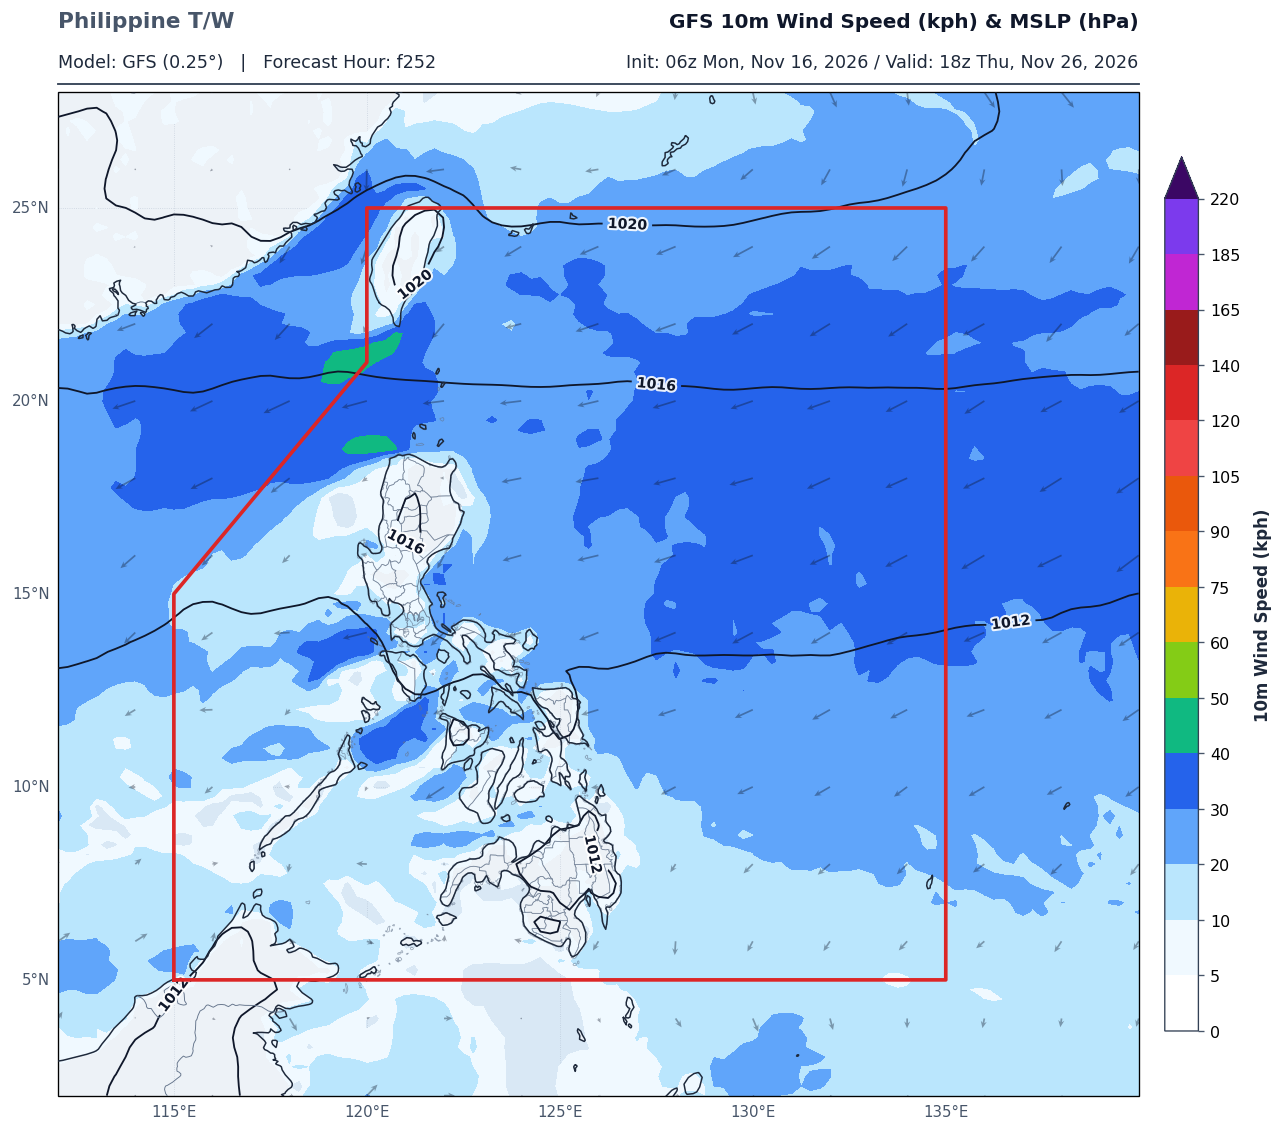 Philippine T/W
GFS 10m Wind Speed (kph) & MSLP (hPa)
Model: GFS (0.25°) | Forecast Hour: f252
Init: 06z Mon, Nov 16, 2026 / Valid: 18z Thu, Nov 26, 2026
25°N
20°N
15°N
10°N
5°N
115°E
120°E
125°E
130°E
135°E
1020
1020
1016
1016
1012
1012
1012
220
185
165
140
120
105
90
75
60
50
40
30
20
10
5
0
10m Wind Speed (kph)